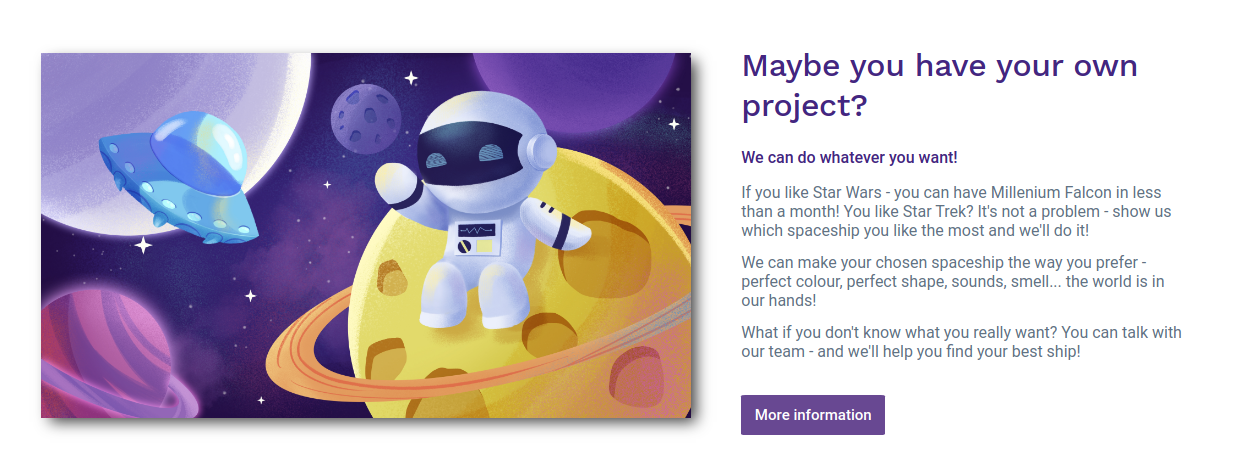 Maybe you have your own
project?
We can do whatever you want!
If you like Star Wars - you can have Millenium Falcon in less
than a month! You like Star Trek? It's not a problem - show us
which spaceship you like the most and we'll do it!
We can make your chosen spaceship the way you prefer -
perfect colour, perfect shape, sounds, smell... the world is in
our hands!
What if you don't know what you really want? You can talk with
our team - and we'll help you find your best ship!
More information